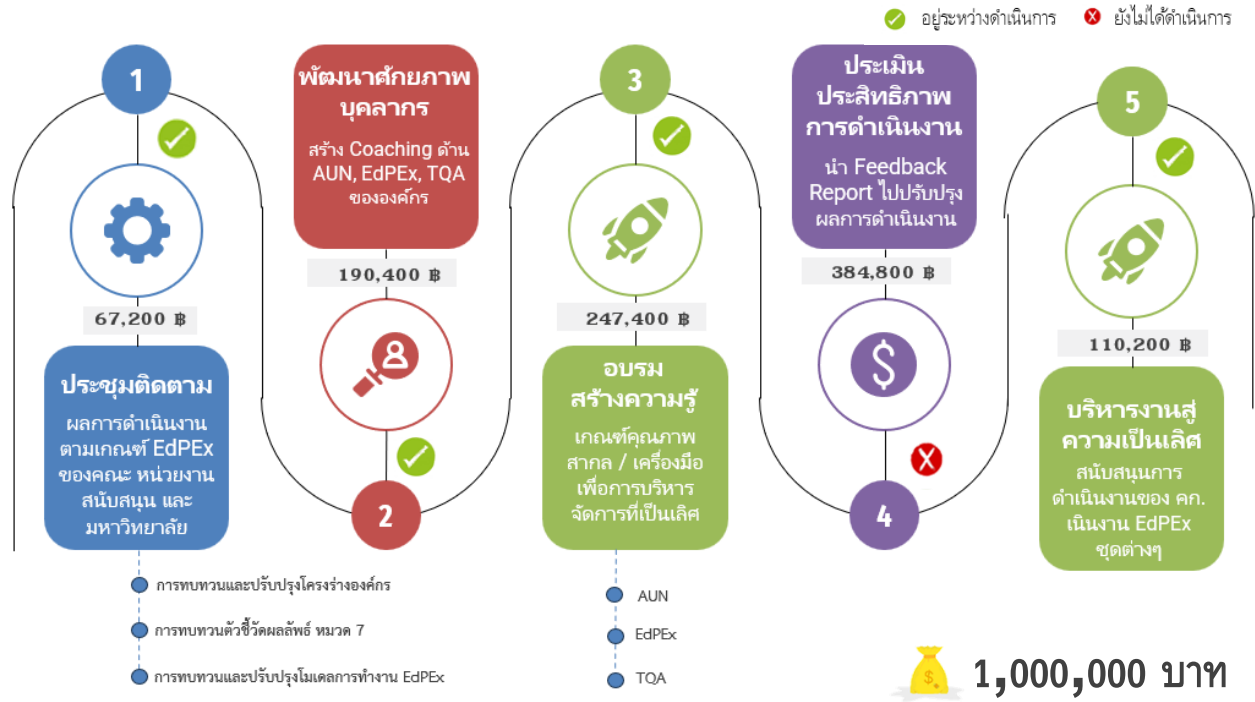 อยู่ระหว่างดำเนินการ
ยังไม่ได้ดำเนินการ
1
67,200 ฿
ประชุมติดตาม
ผลการดำเนินงาน
ตามเกณฑ์ EdPEx
ของคณะ หน่วยงาน
สนับสนุน และ
มหาวิทยาลัย
การทบทวนและปรับปรุงโครงร่างองค์กร
การทบทวนตัวชี้วัดผลลัพธ์ หมวด 7
การทบทวนและปรับปรุงโมเดลการทำงาน EdPEx
พัฒนาศักยภาพ
บุคลากร
สร้าง Coaching ด้าน
AUN, EdPEx, TQA
ขององค์กร
190,400 ฿
2
3
247,400 ฿
อบรม
สร้างความรู้
เกณฑ์คุณภาพ
สากล / เครื่องมือ
เพื่อการบริหาร
จัดการที่เป็นเลิศ
AUN
EdPEx
TQA
ประเมิน
ประสิทธิภาพ
การดำเนินงาน
นำ Feedback
Report ไปปรับปรุง
ผลการดำเนินงาน
384,800 ฿
4
5
110,200 ฿
บริหารงานสู่
ความเป็นเลิศ
สนับสนุนการ
ดำเนินงานของ คก.
เนินงาน EdPEx
ชุดต่างๆ
1,000,000 บาท